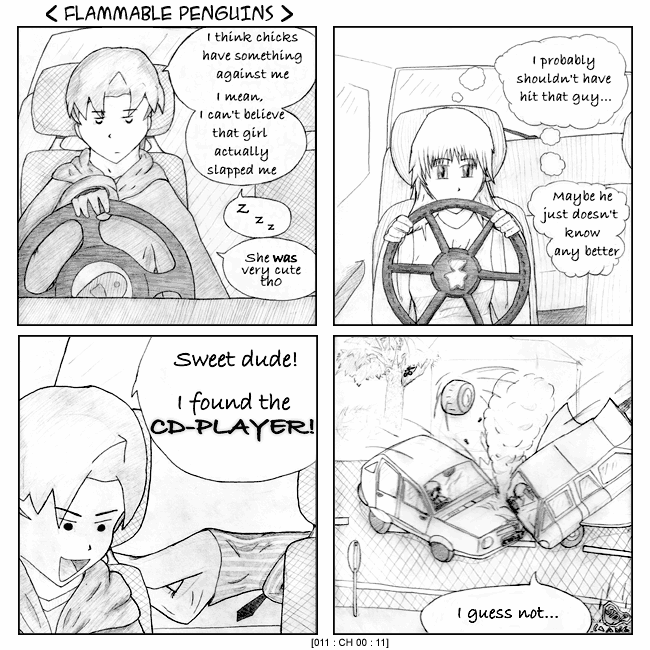 < FLAMMABLE PENGUINS >
I think chicks
have something
against me
I mean,
I can't believe
that girl
actually
slapped me
Z
z
z
She was
very cute
tho
I probably
shouldn't have
hit that guy...
Maybe he
just doesn't
know
any better
Sweet dude!
I found the
CD-PLAYER!
I guess not...
[011 : CH 00 : 11]